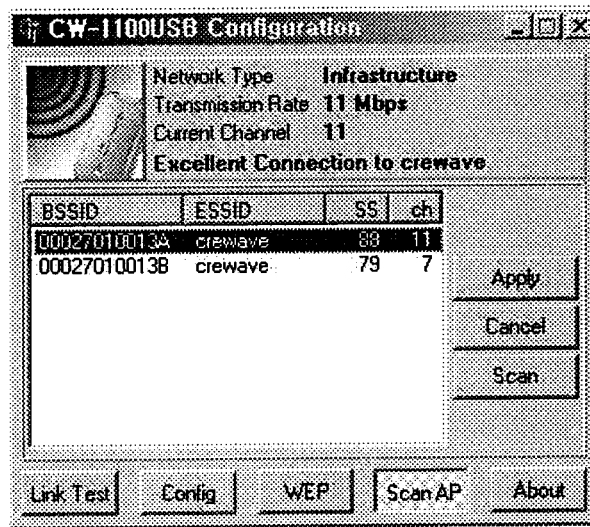 CW-1100USB Configuration
Network Type Infrastructure
Transmission Rate 11 Mbps
Current Channel 11
Excellent Connection to crewave
BSSID ESSID SS ch
00027010013A crewave 88 11
00027010013B crewave 79 7
Apply
Cancel
Scan
Link Test Config WEP Scan AP About